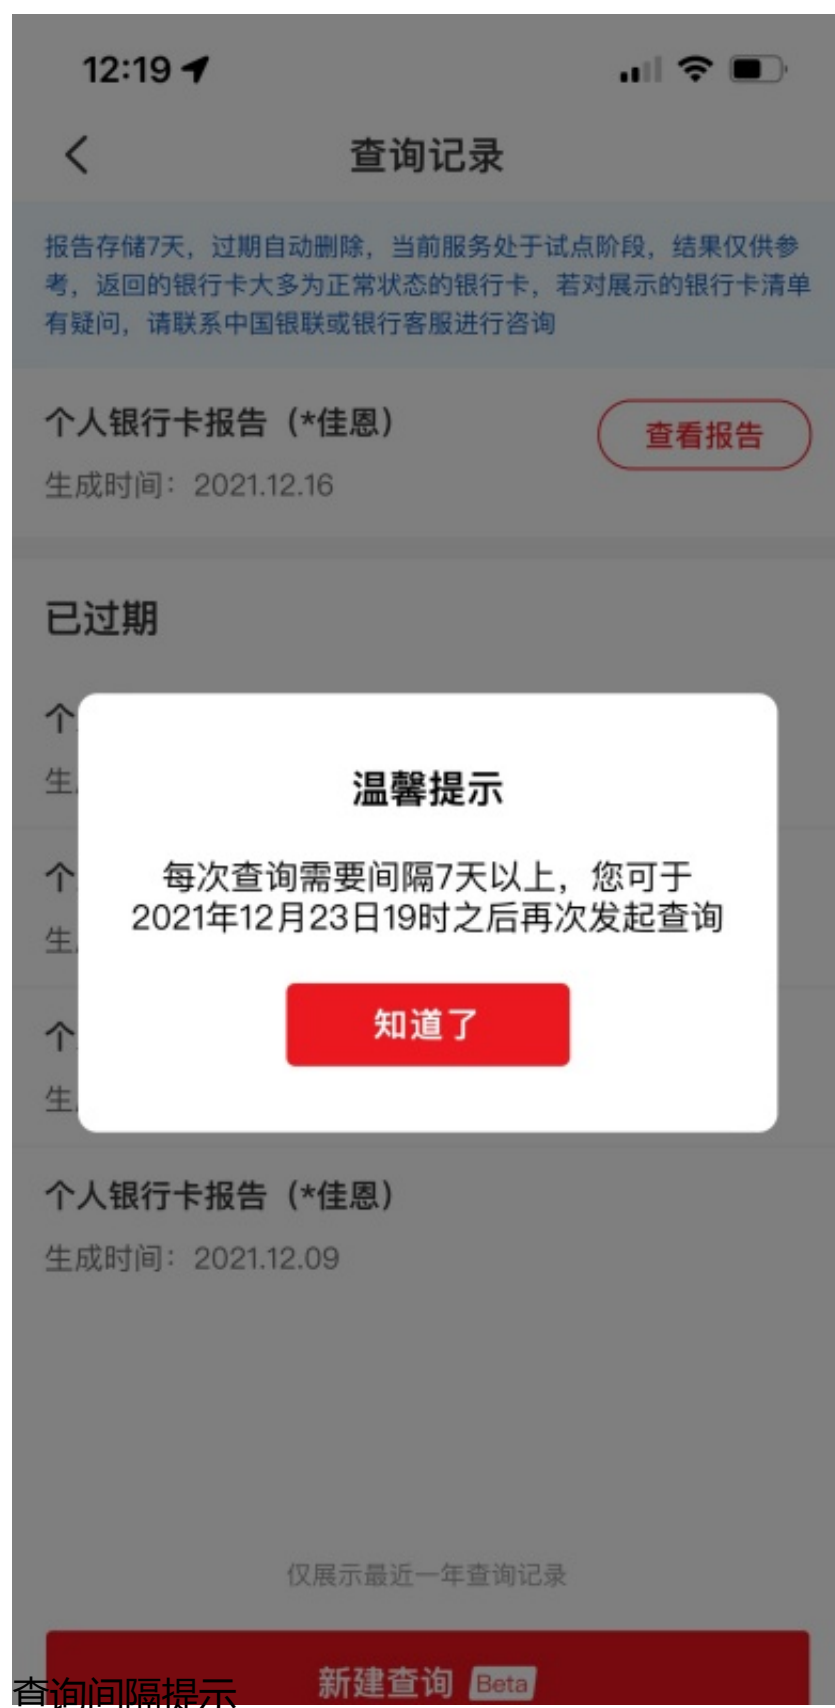 12:19
查询记录
报告存储7天，过期自动删除，当前服务处于试点阶段，结果仅供参
考，返回的银行卡大多为正常状态的银行卡，若对展示的银行卡清单
有疑问，请联系中国银联或银行客服进行咨询
个人银行卡报告（*佳恩）
查看报告
生成时间：2021.12.16
已过期
个
生
温馨提示
个
每次查询需要间隔7天以上，您可于
2021年12月23日19时之后再次发起查询
生
知道了
个
生
个人银行卡报告（*佳恩）
生成时间：2021.12.09
仅展示最近一年查询记录
新建查询 Beta
查询间隔提示